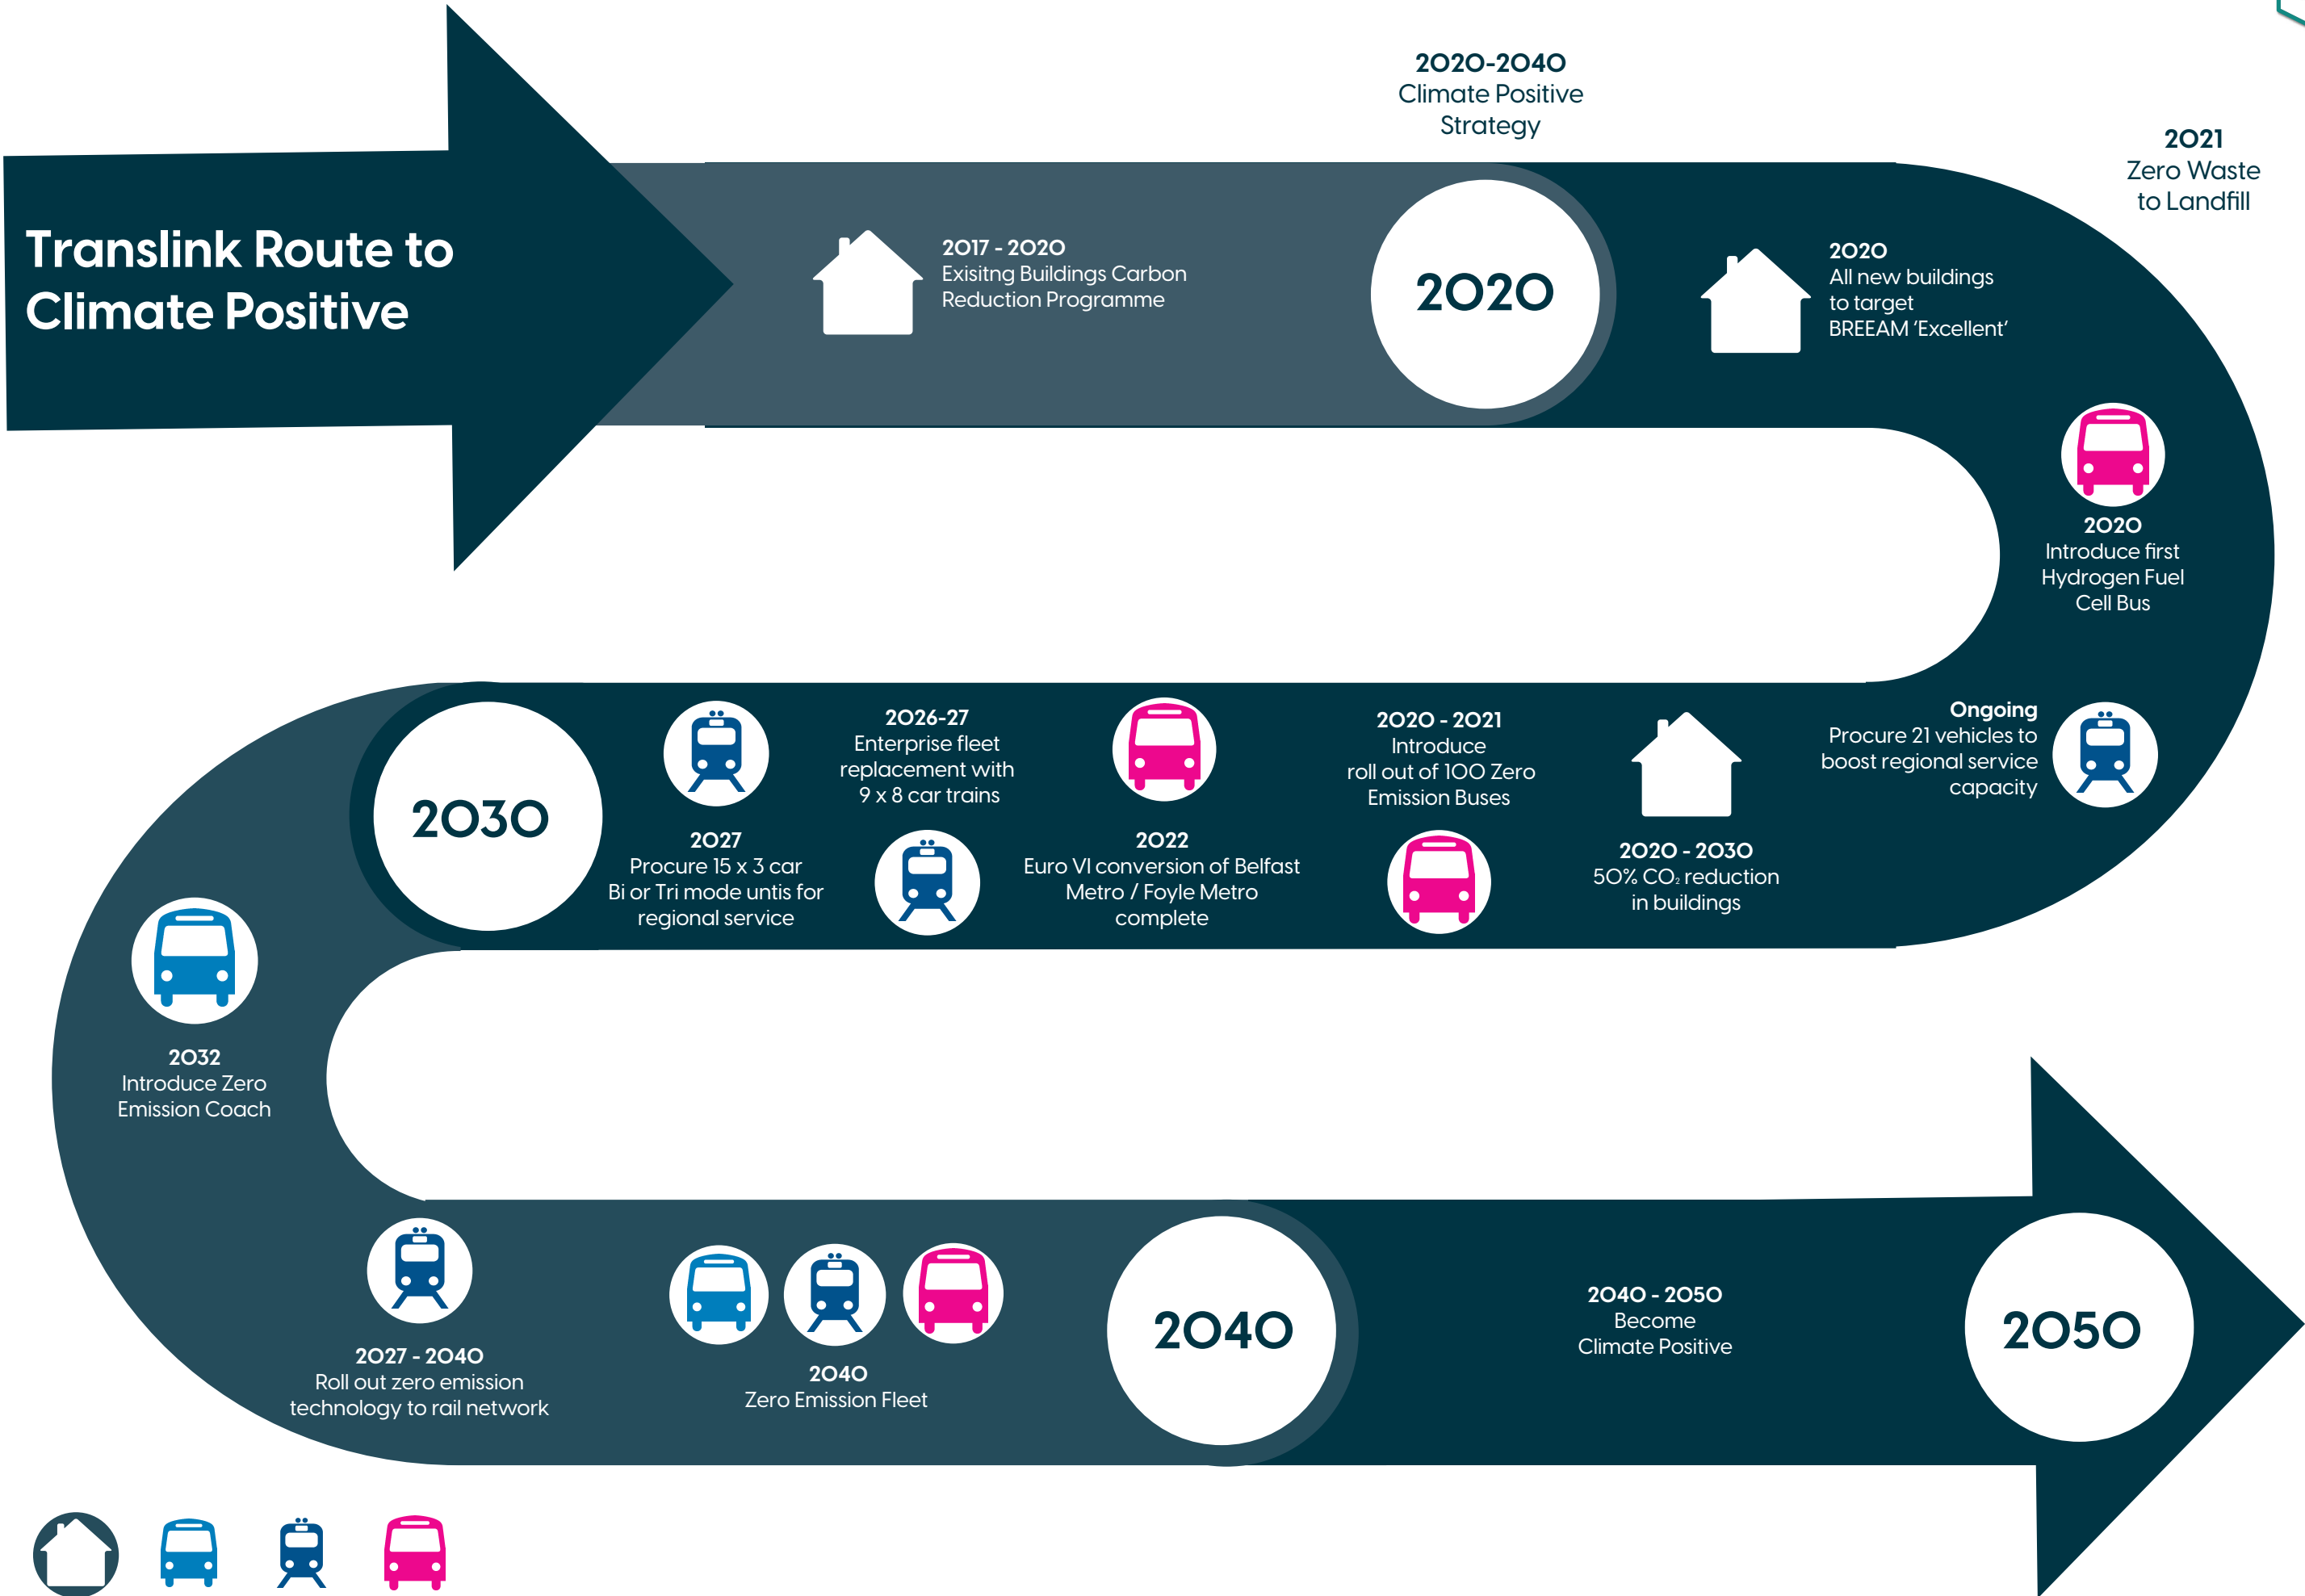 Translink Route to
Climate Positive
2017 - 2020
Exisitng Buildings Carbon
Reduction Programme
2020-2040
Climate Positive
Strategy
2020
2020
All new buildings
to target
BREEAM ‘Excellent’
2021
Zero Waste
to Landfill
2020
Introduce first
Hydrogen Fuel
Cell Bus
Ongoing
Procure 21 vehicles to
boost regional service
capacity
2020 - 2030
50% CO₂ reduction
in buildings
2020 - 2021
Introduce
roll out of 100 Zero
Emission Buses
2022
Euro VI conversion of Belfast
Metro / Foyle Metro
complete
2026-27
Enterprise fleet
replacement with
9 x 8 car trains
2027
Procure 15 x 3 car
Bi or Tri mode untis for
regional service
2030
2032
Introduce Zero
Emission Coach
2027 - 2040
Roll out zero emission
technology to rail network
2040
Zero Emission Fleet
2040
2040 - 2050
Become
Climate Positive
2050